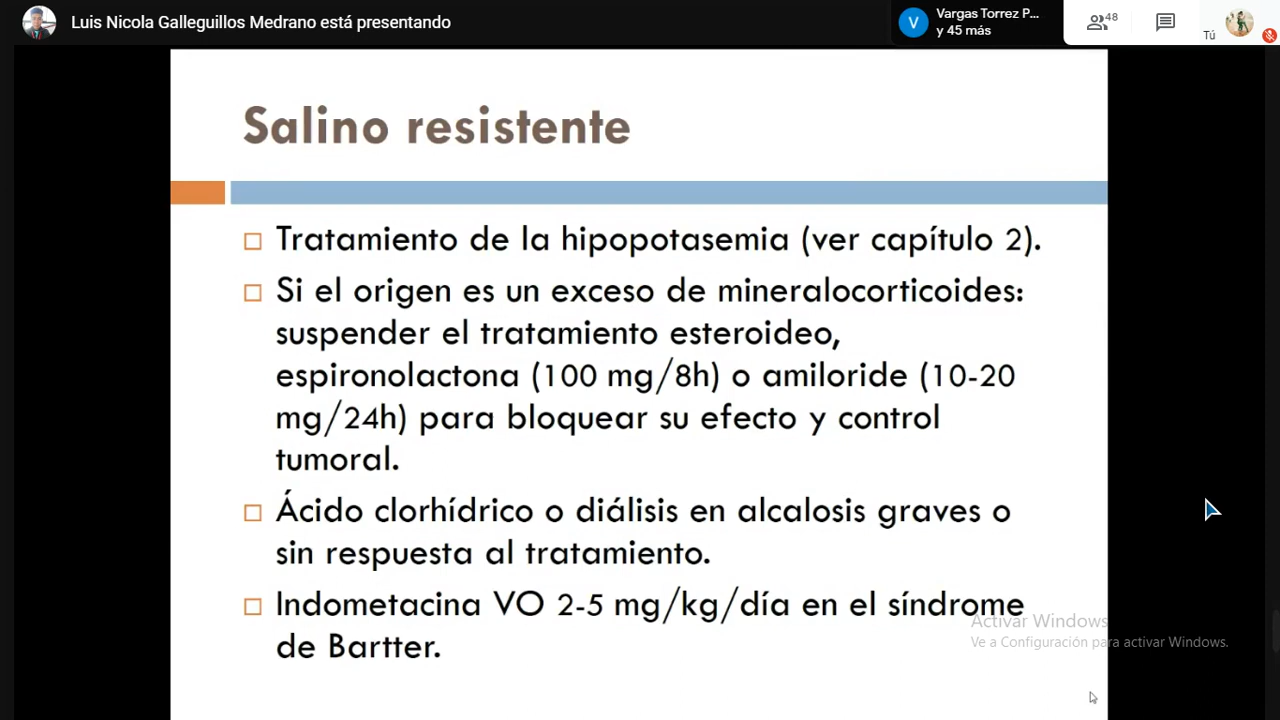 Luis Nicola Galleguillos Medrano está presentando
V
Vargas Torrez P...
y 45 más
48
Tú
Salino resistente
Tratamiento de la hipopotasemia (ver capítulo 2).
Si el origen es un exceso de mineralocorticoides:
suspender el tratamiento esteroideo,
espironolactona (100 mg/8h) o amiloride (10-20
mg/24h) para bloquear su efecto y control
tumoral.
Ácido clorhídrico o diálisis en alcalosis graves o
sin respuesta al tratamiento.
Indometacina VO 2-5 mg/kg/día en el síndrome
de Bartter.
Activar Windows
Ve a Configuración para activar Windows.